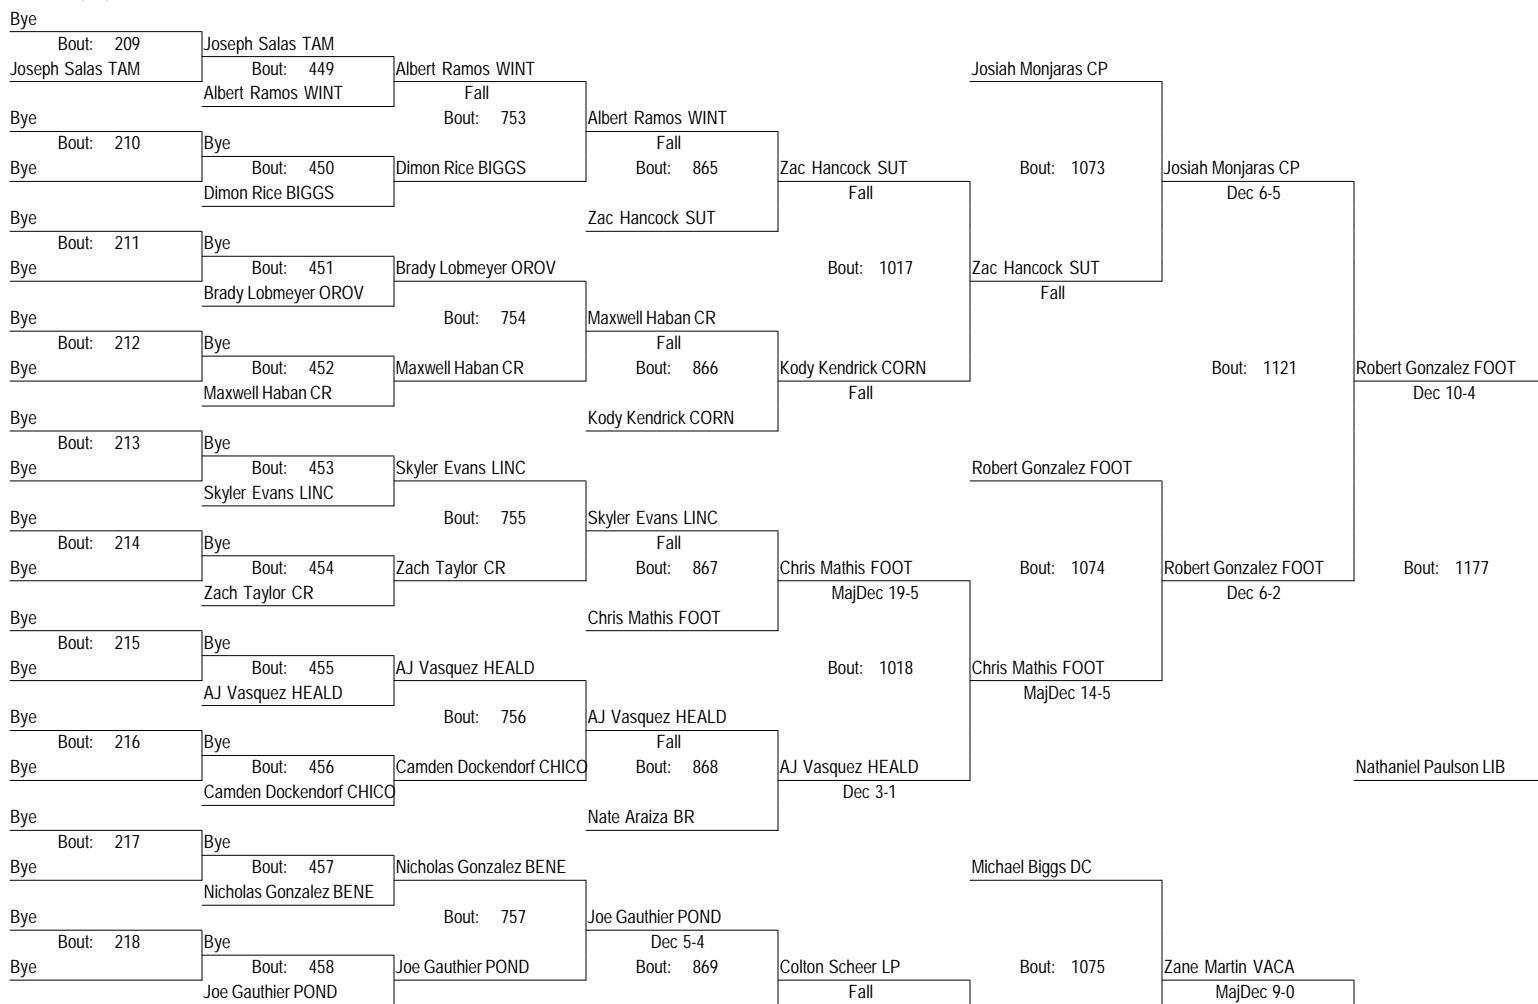 Bye
Bout: 209 Joseph Salas TAM
Joseph Salas TAM Bout: 449 Albert Ramos WINT Josiah Monjaras CP
Albert Ramos WINT Fall
Bye Bout: 753 Albert Ramos WINT
Bout: 210 Bye Fall
Bye Bout: 450 Dimon Rice BIGGS Bout: 865 Zac Hancock SUT Bout: 1073 Josiah Monjaras CP
Dimon Rice BIGGS Fall Dec 6-5
Bye Zac Hancock SUT
Bout: 211 Bye
Bye Bout: 451 Brady Lobmeyer OROV Bout: 1017 Zac Hancock SUT
Brady Lobmeyer OROV Fall
Bye Bout: 754 Maxwell Haban CR
Bout: 212 Bye Fall
Bye Bout: 452 Maxwell Haban CR Bout: 866 Kody Kendrick CORN Bout: 1121 Robert Gonzalez FOOT
Maxwell Haban CR Fall Dec 10-4
Bye Kody Kendrick CORN
Bout: 213 Bye
Bye Bout: 453 Skyler Evans LINC Robert Gonzalez FOOT
Skyler Evans LINC
Bye Bout: 755 Skyler Evans LINC
Bout: 214 Bye Fall
Bye Bout: 454 Zach Taylor CR Bout: 867 Chris Mathis FOOT Bout: 1074 Robert Gonzalez FOOT Bout: 1177
Zach Taylor CR MajDec 19-5 Dec 6-2
Bye Chris Mathis FOOT
Bout: 215 Bye
Bye Bout: 455 AJ Vasquez HEALD Bout: 1018 Chris Mathis FOOT
AJ Vasquez HEALD MajDec 14-5
Bye Bout: 756 AJ Vasquez HEALD
Bout: 216 Bye Fall
Bye Bout: 456 Camden Dockendorf CHICO Bout: 868 AJ Vasquez HEALD Nathaniel Paulson LIB
Camden Dockendorf CHICO Dec 3-1
Bye Nate Araiza BR
Bout: 217 Bye
Bye Bout: 457 Nicholas Gonzalez BENE Michael Biggs DC
Nicholas Gonzalez BENE
Bye Bout: 757 Joe Gauthier POND
Bout: 218 Bye Dec 5-4
Bye Bout: 458 Joe Gauthier POND Bout: 869 Colton Scheer LP Bout: 1075 Zane Martin VACA
Joe Gauthier POND Fall MajDec 9-0